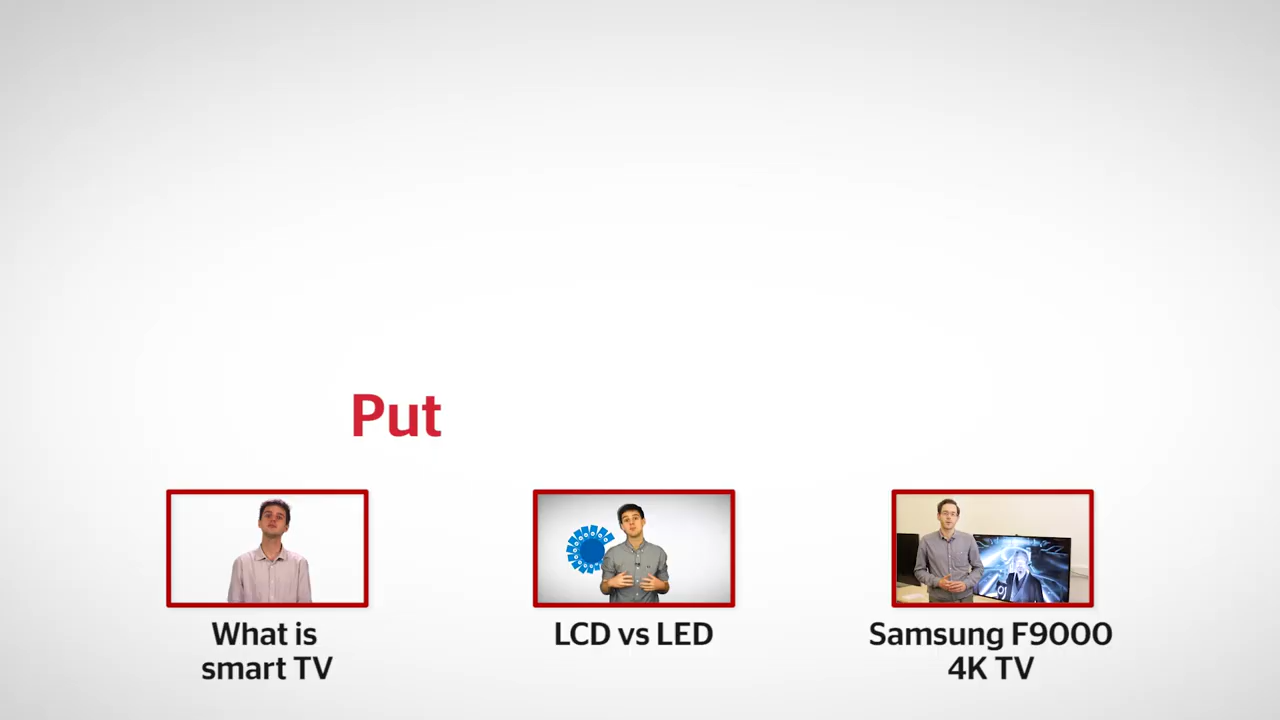 Put
What is
smart TV
LCD vs LED
Samsung F9000
4K TV